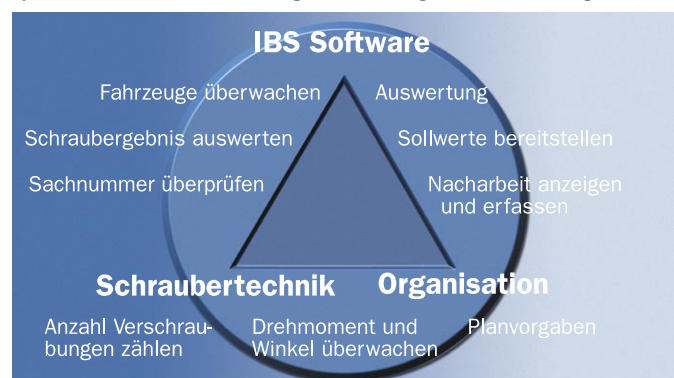 IBS Software
Fahrzeuge überwachen
Auswertung
Schraubergebnis auswerten
Sollwerte bereitstellen
Sachnummer überprüfen
Nacharbeit anzeigen
und erfassen
Schraubertechnik
Organisation
Anzahl Verschrau-
bungen zählen
Drehmoment und
Winkel überwachen
Planvorgaben